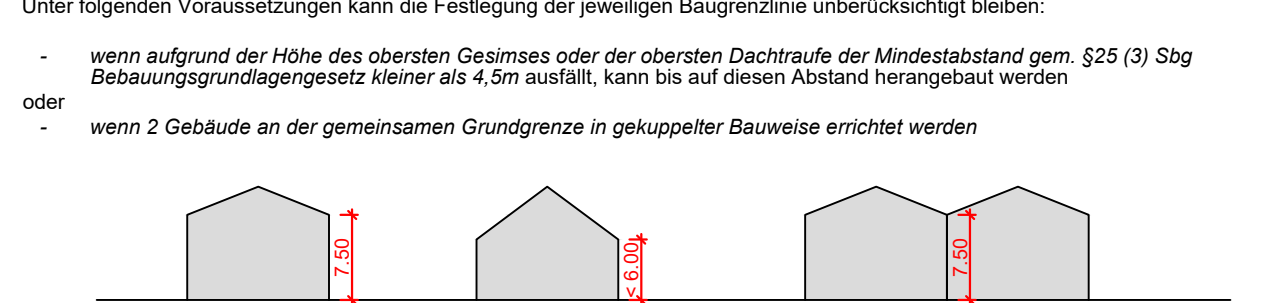 Unter folgenden Voraussetzungen kann die Festlegung der jeweiligen Baugrenzlinie unberücksichtigt bleiben:
- wenn aufgrund der Höhe des obersten Gesimses oder der obersten Dachtraufe der Mindestabstand gem. §25 (3) Sbg
Bebauungsgrundlagengesetz kleiner als 4,5m ausfällt, kann bis auf diesen Abstand herangebaut werden
oder
- wenn 2 Gebäude an der gemeinsamen Grundgrenze in gekuppelter Bauweise errichtet werden
7.50
< 6.00
7.50